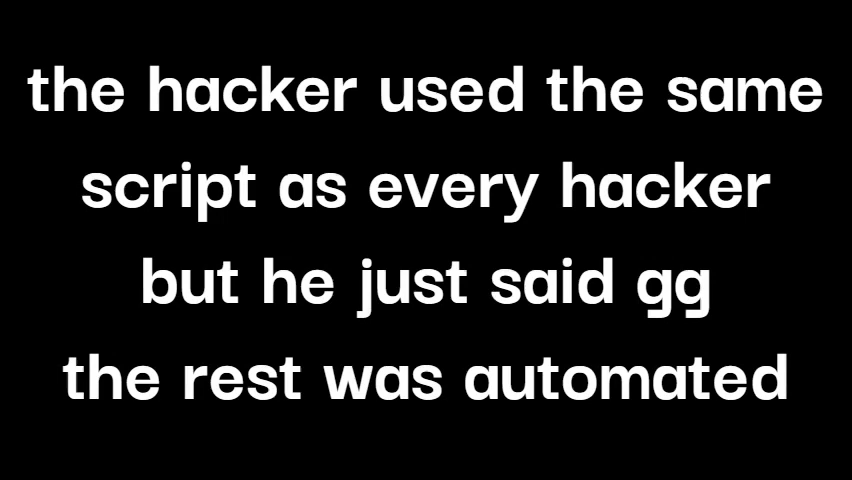 the hacker used the same
script as every hacker
but he just said gg
the rest was automated